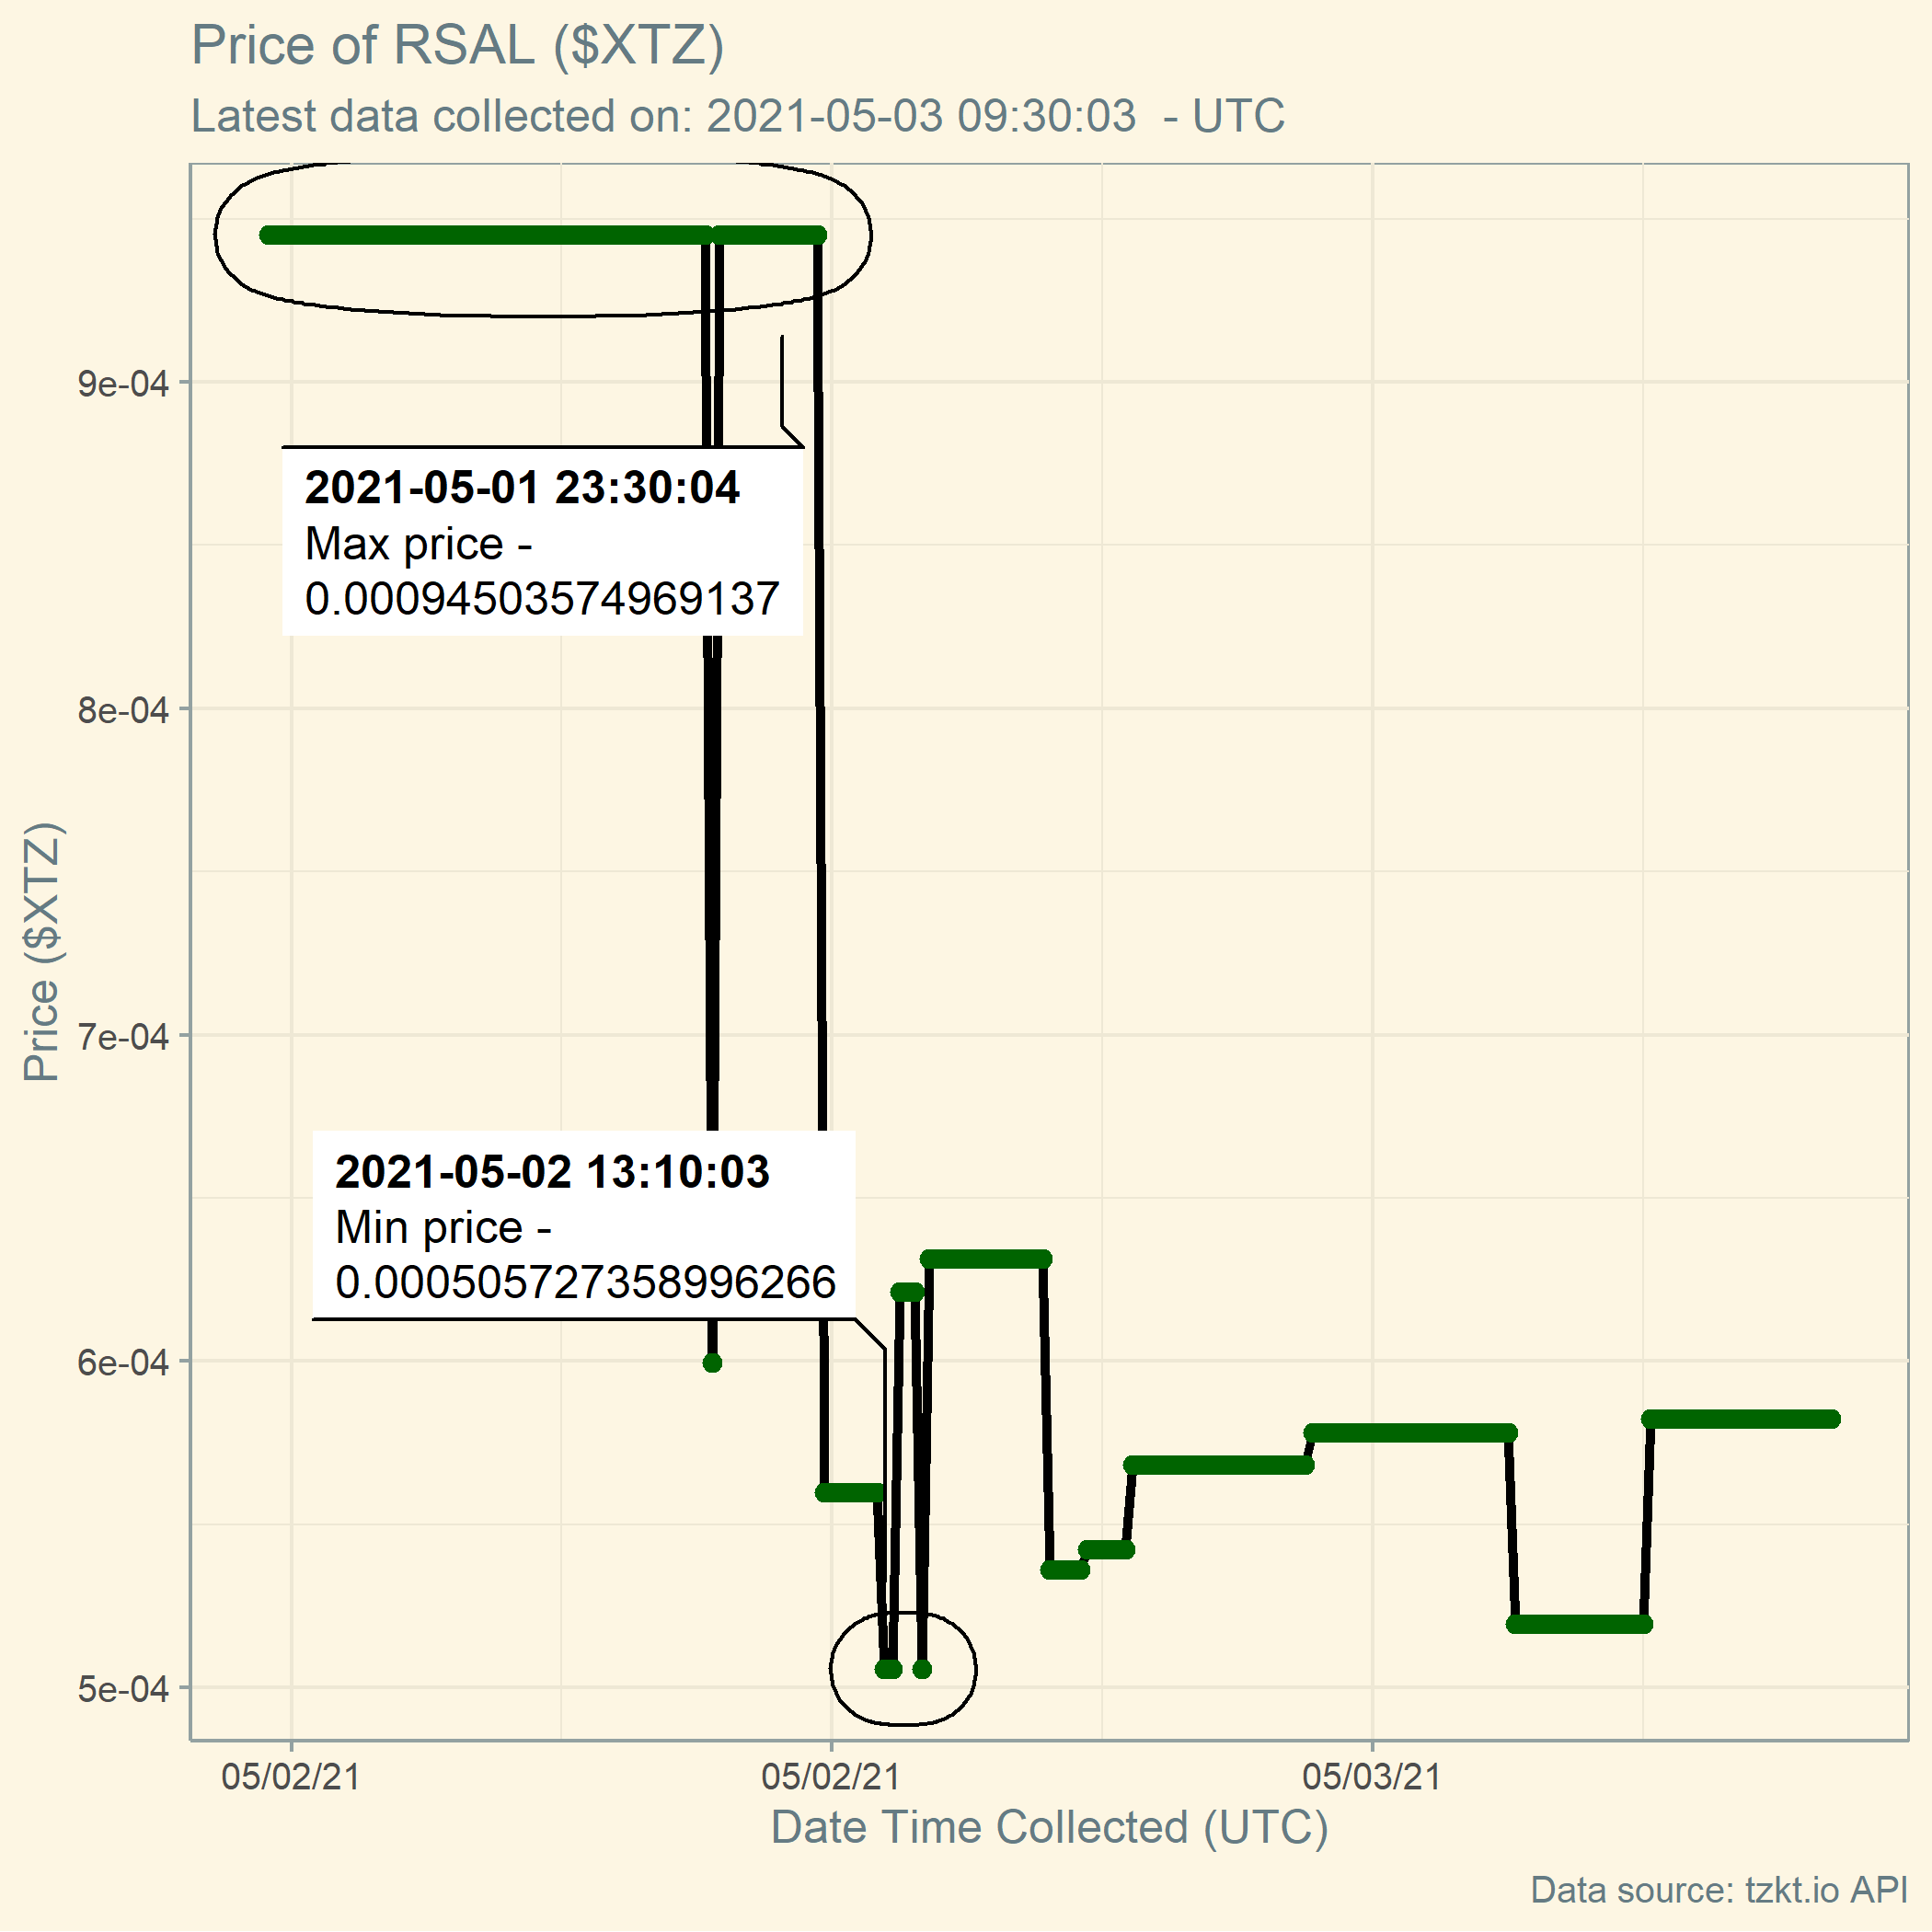 Price of RSAL ($XTZ)
Latest data collected on: 2021-05-03 09:30:03  - UTC
9e-04
2021-05-01 23:30:04
Max price -
0.00094503574969137
8e-04
Price ($XTZ)
7e-04
2021-05-02 13:10:03
Min price -
0.000505727358996266
6e-04
5e-04
05/02/21 05/02/21 05/03/21
Date Time Collected (UTC)
Data source: tzkt.io API